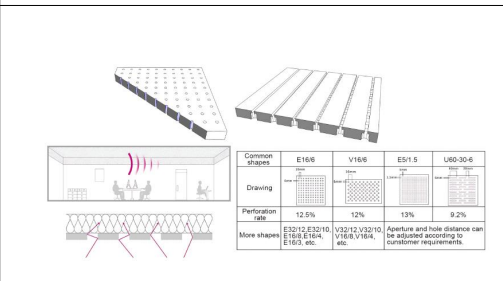 Common shapes
E16/6
V16/6
E5/1.5
U60-30-6
Drawing
Perforation rate
12.5%
12%
13%
9.2%
More shapes
E32/12,E32/10,
E16/8,E16/4,
E16/3, etc.
V32/12,V32/10,
V16/8,V16/4,
etc.
Aperture and hole distance can
be adjusted according to
cunstomer requirements.